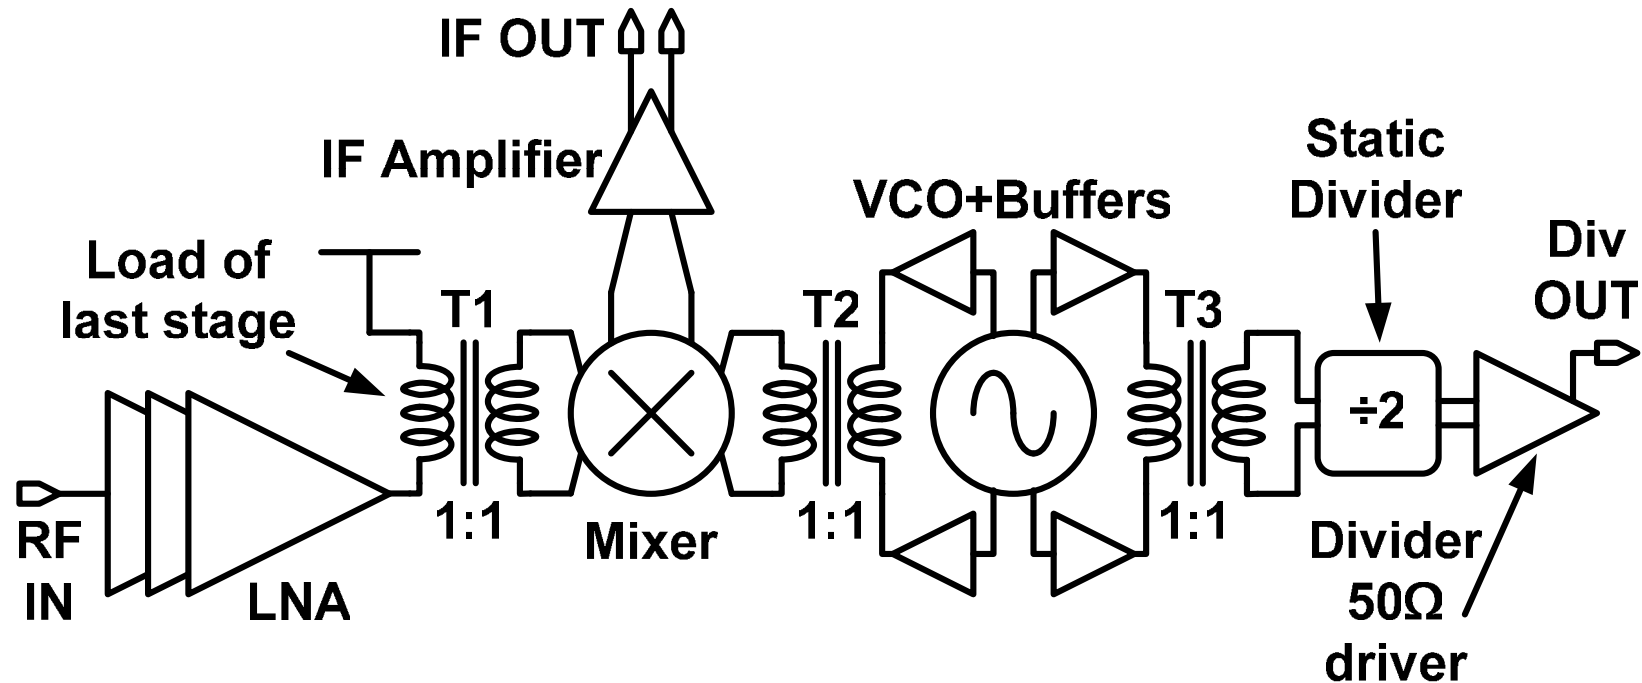 IF OUT
IF Amplifier
Static
Divider
VCO+Buffers
Div
OUT
Load of
last stage
T1
T2
T3
÷2
1:1
1:1
1:1
RF
IN
LNA
Mixer
Divider
50Ω
driver